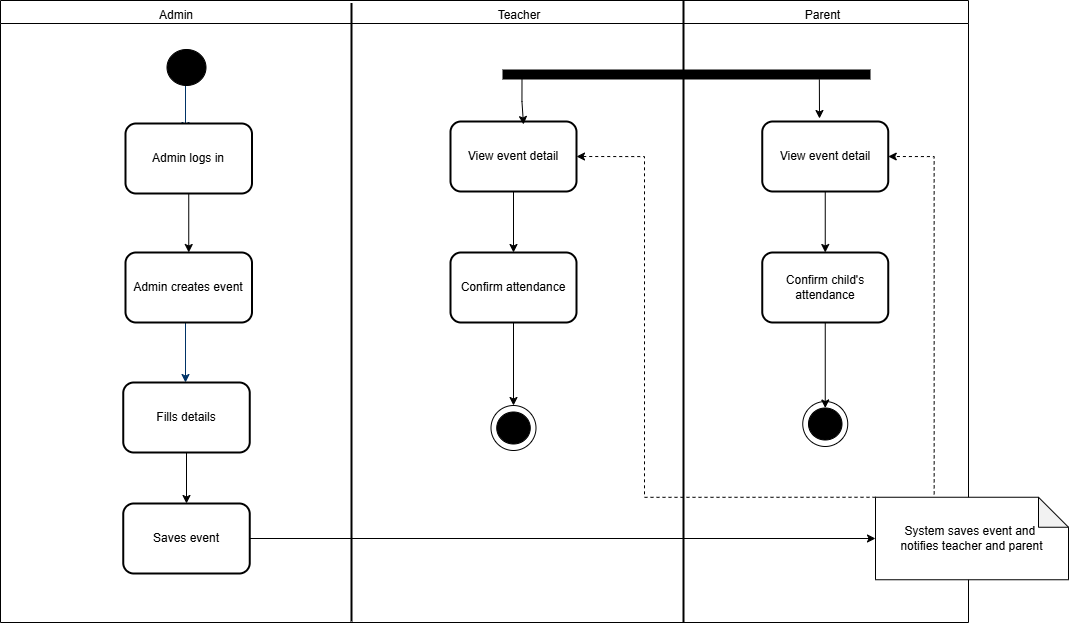 Admin
Teacher
Parent
Admin logs in
View event detail
View event detail
Admin creates event
Confirm attendance
Confirm child's
attendance
Fills details
Saves event
System saves event and
notifies teacher and parent